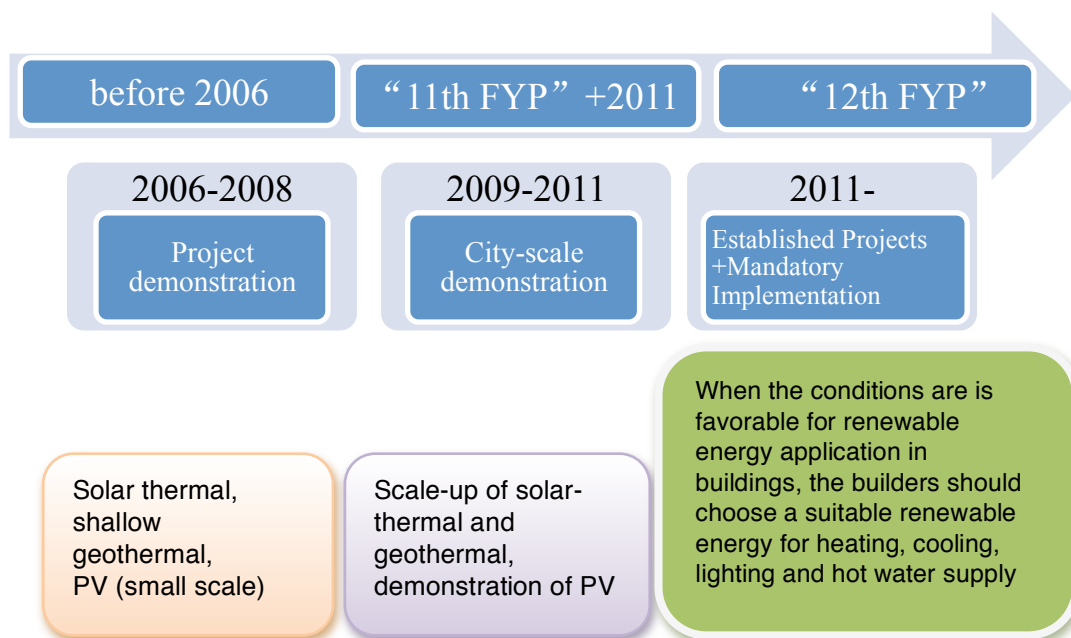 before 2006
“11th FYP” +2011
“12th FYP”
2006-2008
Project
demonstration
2009-2011
City-scale
demonstration
2011-
Established Projects
+Mandatory
Implementation
Solar thermal,
shallow
geothermal,
PV (small scale)
Scale-up of solar-
thermal and
geothermal,
demonstration of PV
When the conditions are is
favorable for renewable
energy application in
buildings, the builders should
choose a suitable renewable
energy for heating, cooling,
lighting and hot water supply